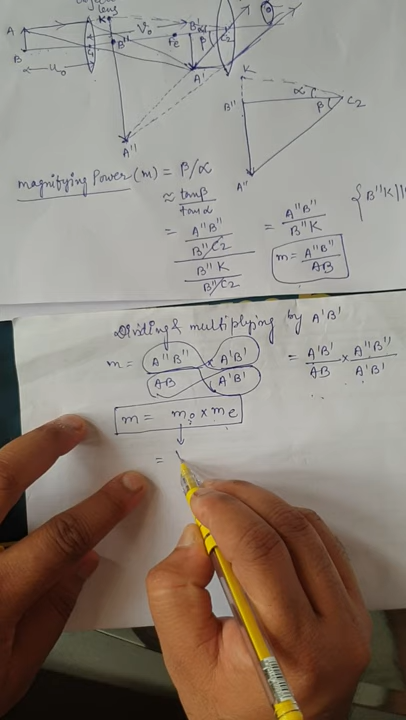 lens
A K B'
B" V₀ Fe C₂
B β
u₀ A'
K
α
B" β C₂
A" A"
magnifying Power (m) = β/α
≈ tanβ/tanα
= A"B"/B"C₂ / B"K/B"C₂ = A"B"/B"K { B"K||
m = A"B"/AB
Dividing & multiplying by A'B'
m = A"B"/AB × A'B'/A'B' = A'B'/AB × A"B"/A'B'
m = m₀ × me
=